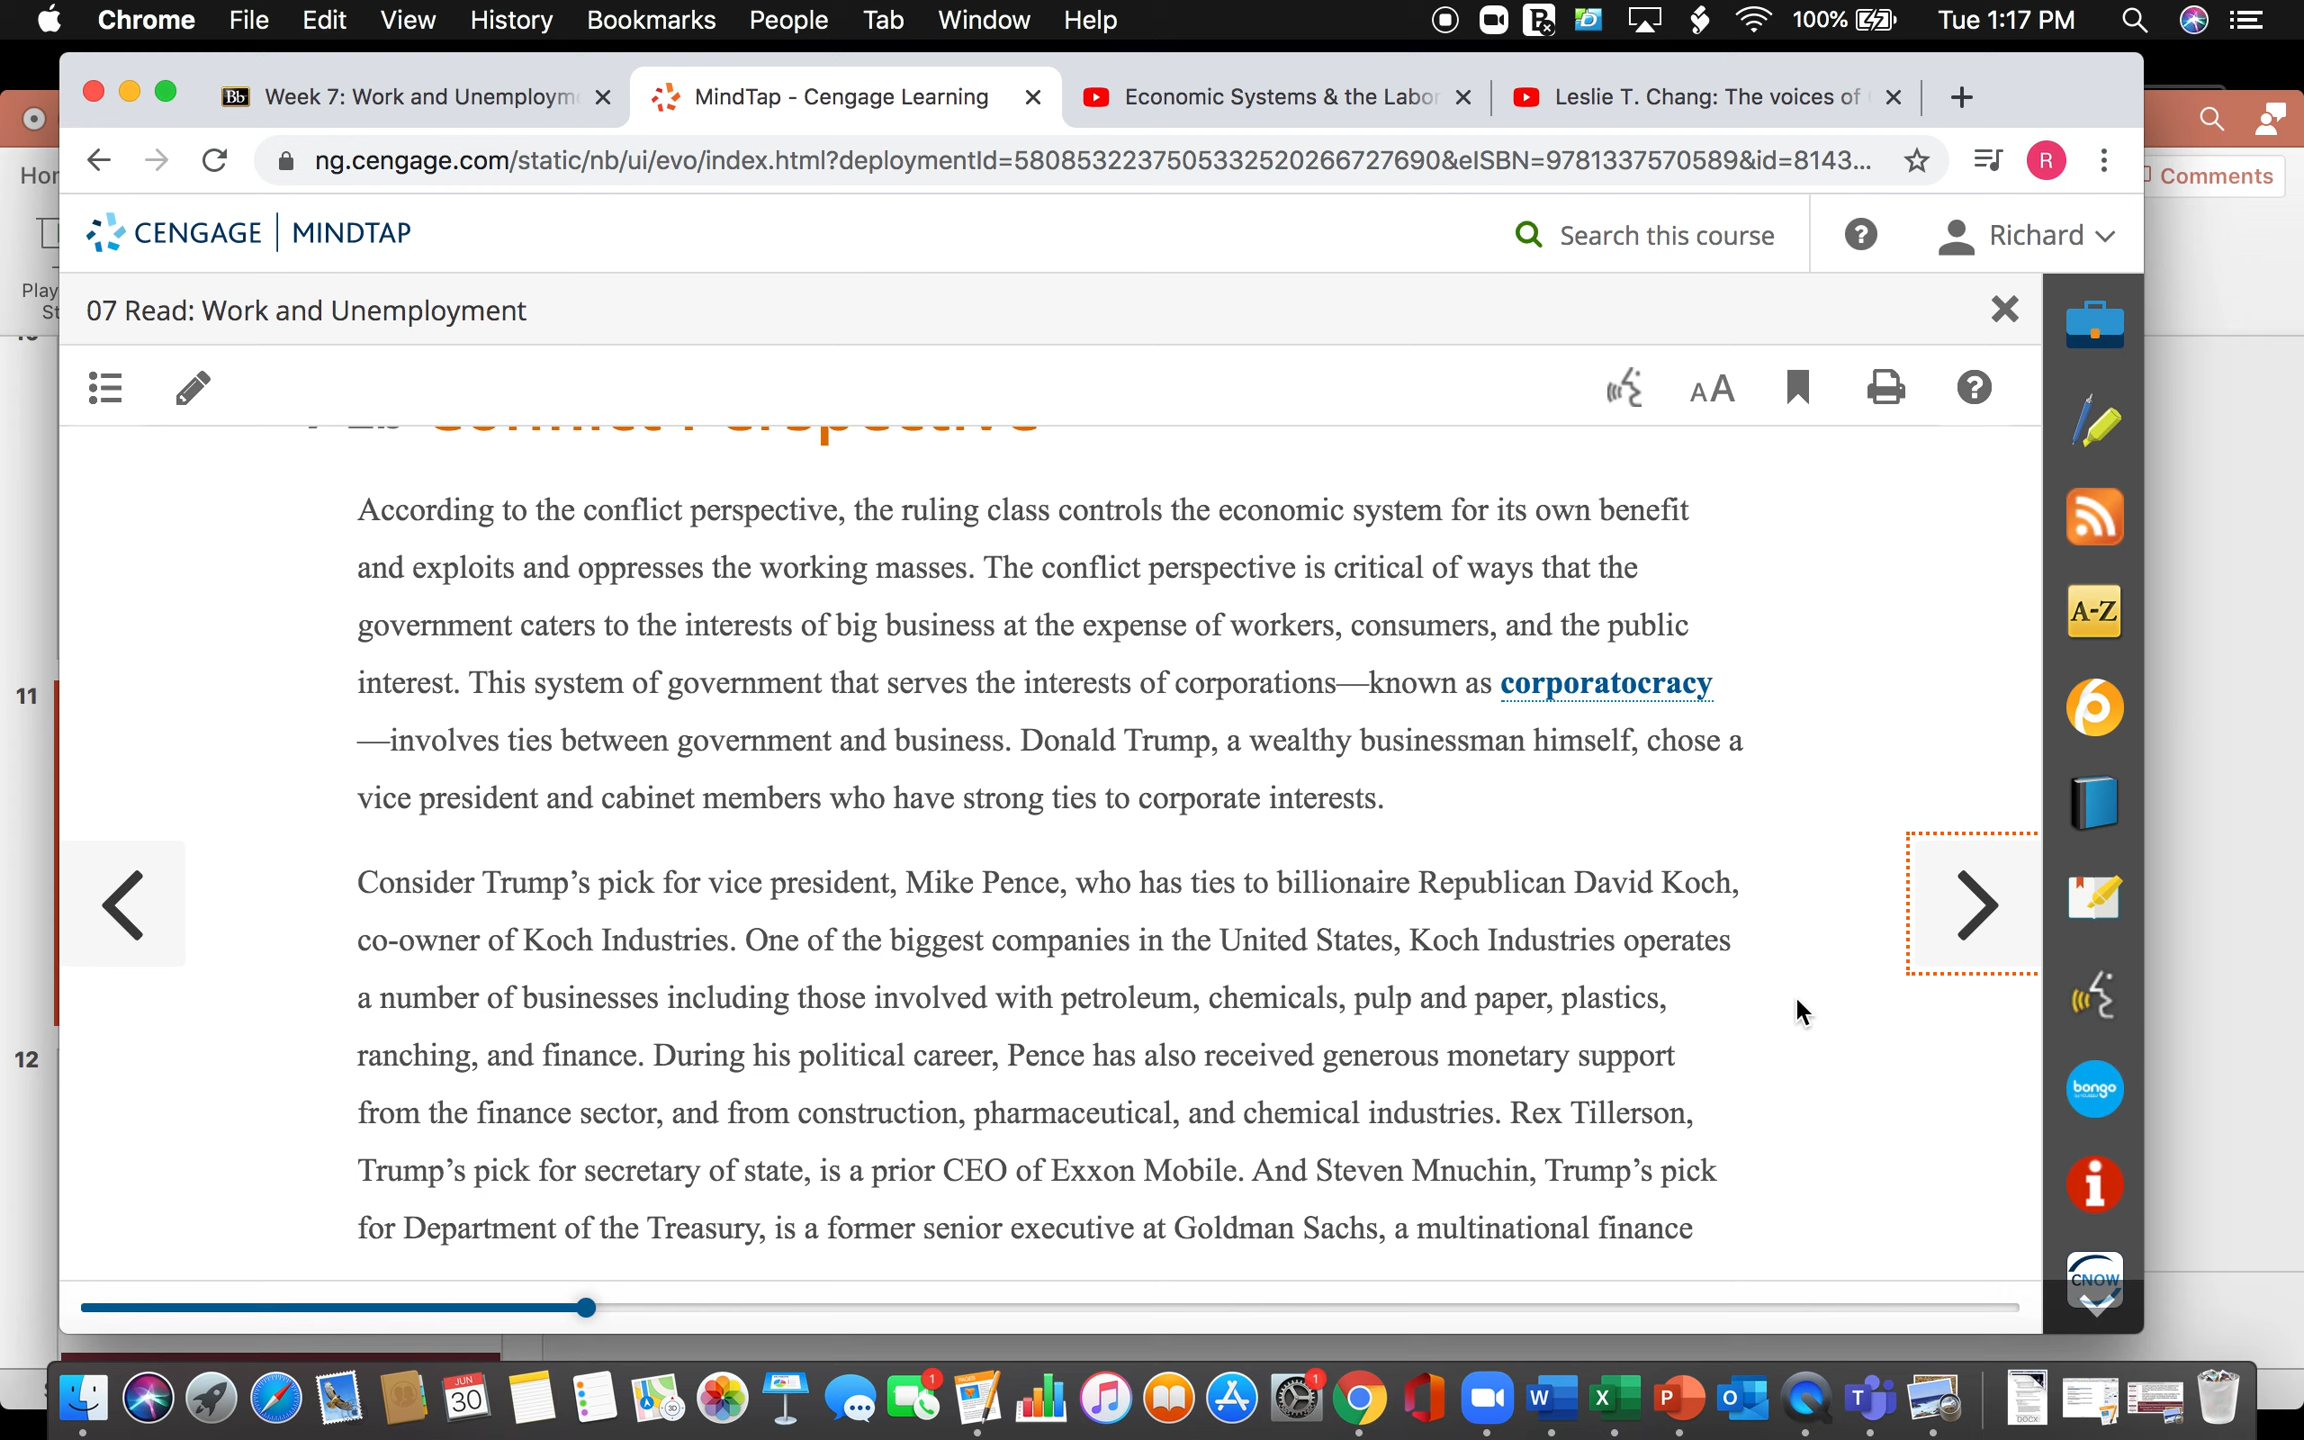 Chrome File Edit View History Bookmarks People Tab Window Help 100% Tue 1:17 PM
Bb Week 7: Work and Unemploym
MindTap - Cengage Learning
Economic Systems & the Labor
Leslie T. Chang: The voices of
ng.cengage.com/static/nb/ui/evo/index.html?deploymentId=5808532237505332520266727690&eISBN=9781337570589&id=8143...
R
Comments
CENGAGE MINDTAP
Search this course
Richard
Play
07 Read: Work and Unemployment
AA
Conflict Perspective
According to the conflict perspective, the ruling class controls the economic system for its own benefit
and exploits and oppresses the working masses. The conflict perspective is critical of ways that the
government caters to the interests of big business at the expense of workers, consumers, and the public
interest. This system of government that serves the interests of corporations—known as corporatocracy
—involves ties between government and business. Donald Trump, a wealthy businessman himself, chose a
vice president and cabinet members who have strong ties to corporate interests.
Consider Trump’s pick for vice president, Mike Pence, who has ties to billionaire Republican David Koch,
co-owner of Koch Industries. One of the biggest companies in the United States, Koch Industries operates
a number of businesses including those involved with petroleum, chemicals, pulp and paper, plastics,
ranching, and finance. During his political career, Pence has also received generous monetary support
from the finance sector, and from construction, pharmaceutical, and chemical industries. Rex Tillerson,
Trump’s pick for secretary of state, is a prior CEO of Exxon Mobile. And Steven Mnuchin, Trump’s pick
for Department of the Treasury, is a former senior executive at Goldman Sachs, a multinational finance
11
12
A-Z
bongo
CNOW
JUN
30
1
PAGES
1
W
X
P
O
T
DOCX